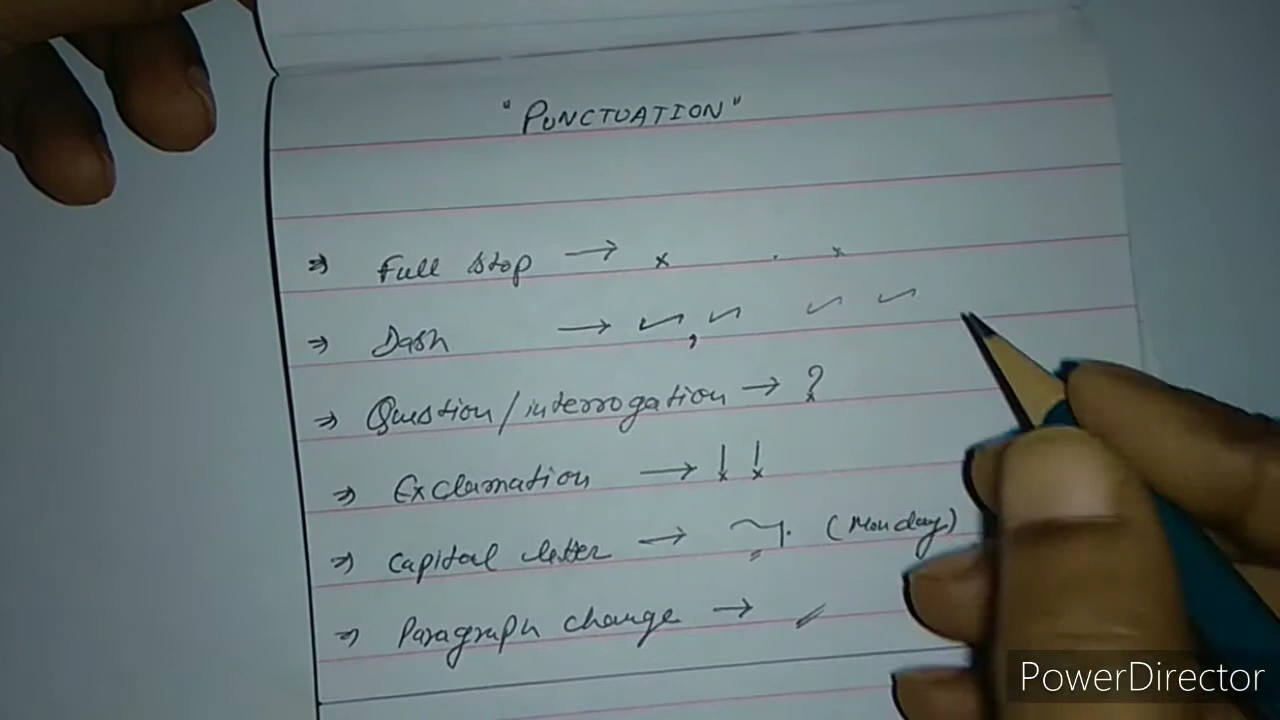 "PUNCTUATION"
⇒ Full stop → x . x
⇒ Dash → ,
⇒ Question/interrogation → ?
⇒ Exclamation → ! !
⇒ Capital letter → (Monday)
⇒ Paragraph change → //
PowerDirector